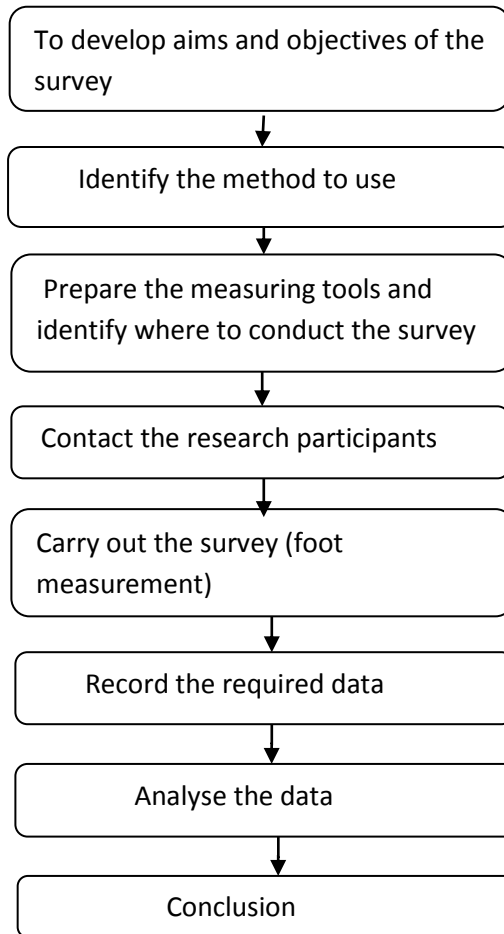 To develop aims and objectives of the
survey
Identify the method to use
Prepare the measuring tools and
identify where to conduct the survey
Contact the research participants
Carry out the survey (foot
measurement)
Record the required data
Analyse the data
Conclusion